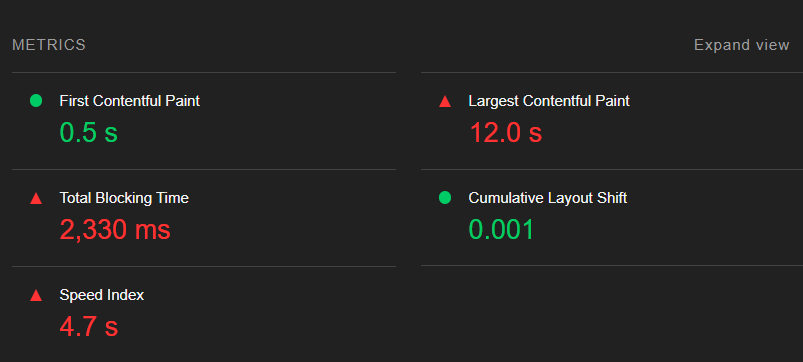 METRICS
Expand view
First Contentful Paint
0.5 s
Largest Contentful Paint
12.0 s
Total Blocking Time
2,330 ms
Cumulative Layout Shift
0.001
Speed Index
4.7 s